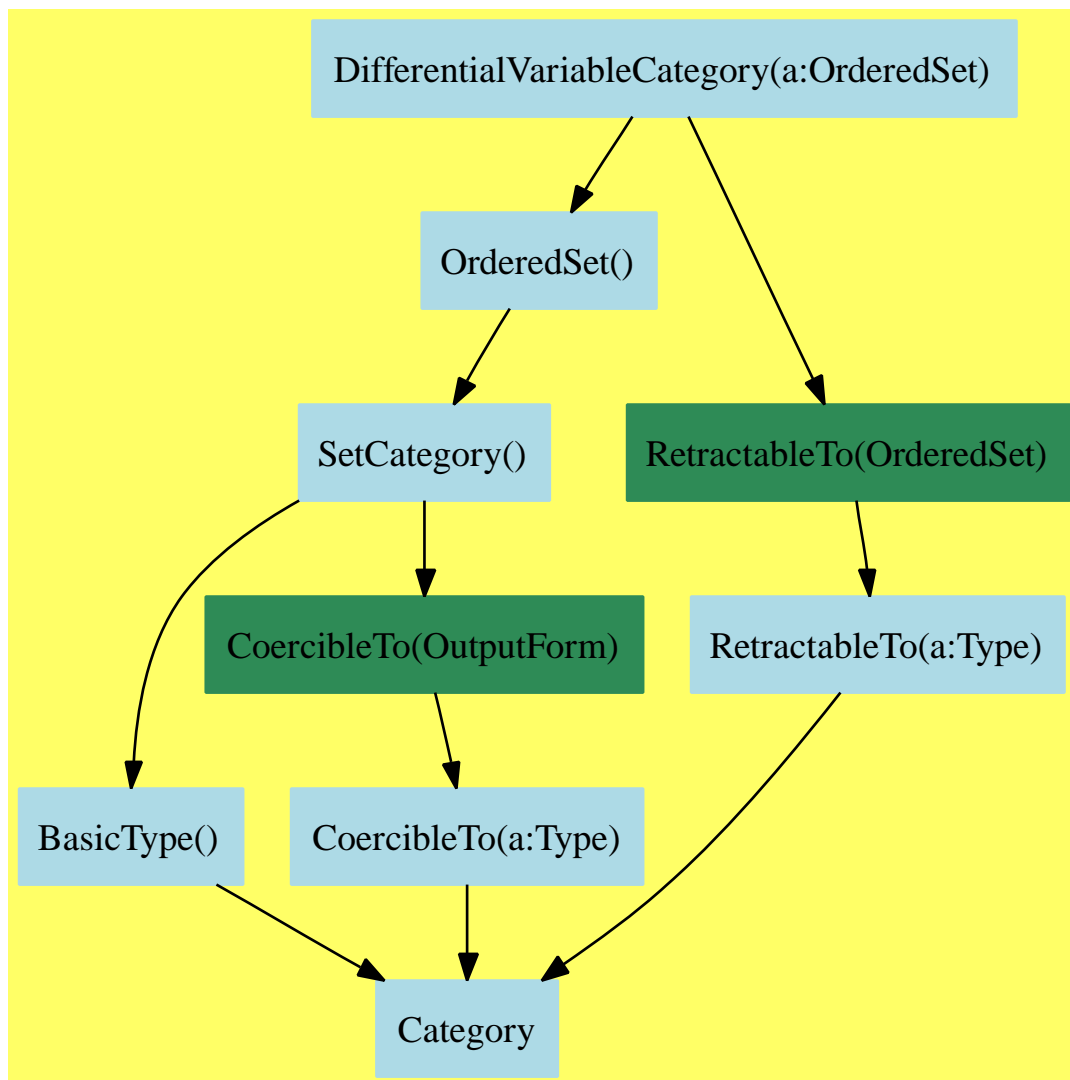 DifferentialVariableCategory(a:OrderedSet)
OrderedSet()
SetCategory()
RetractableTo(OrderedSet)
CoercibleTo(OutputForm)
RetractableTo(a:Type)
BasicType()
CoercibleTo(a:Type)
Category